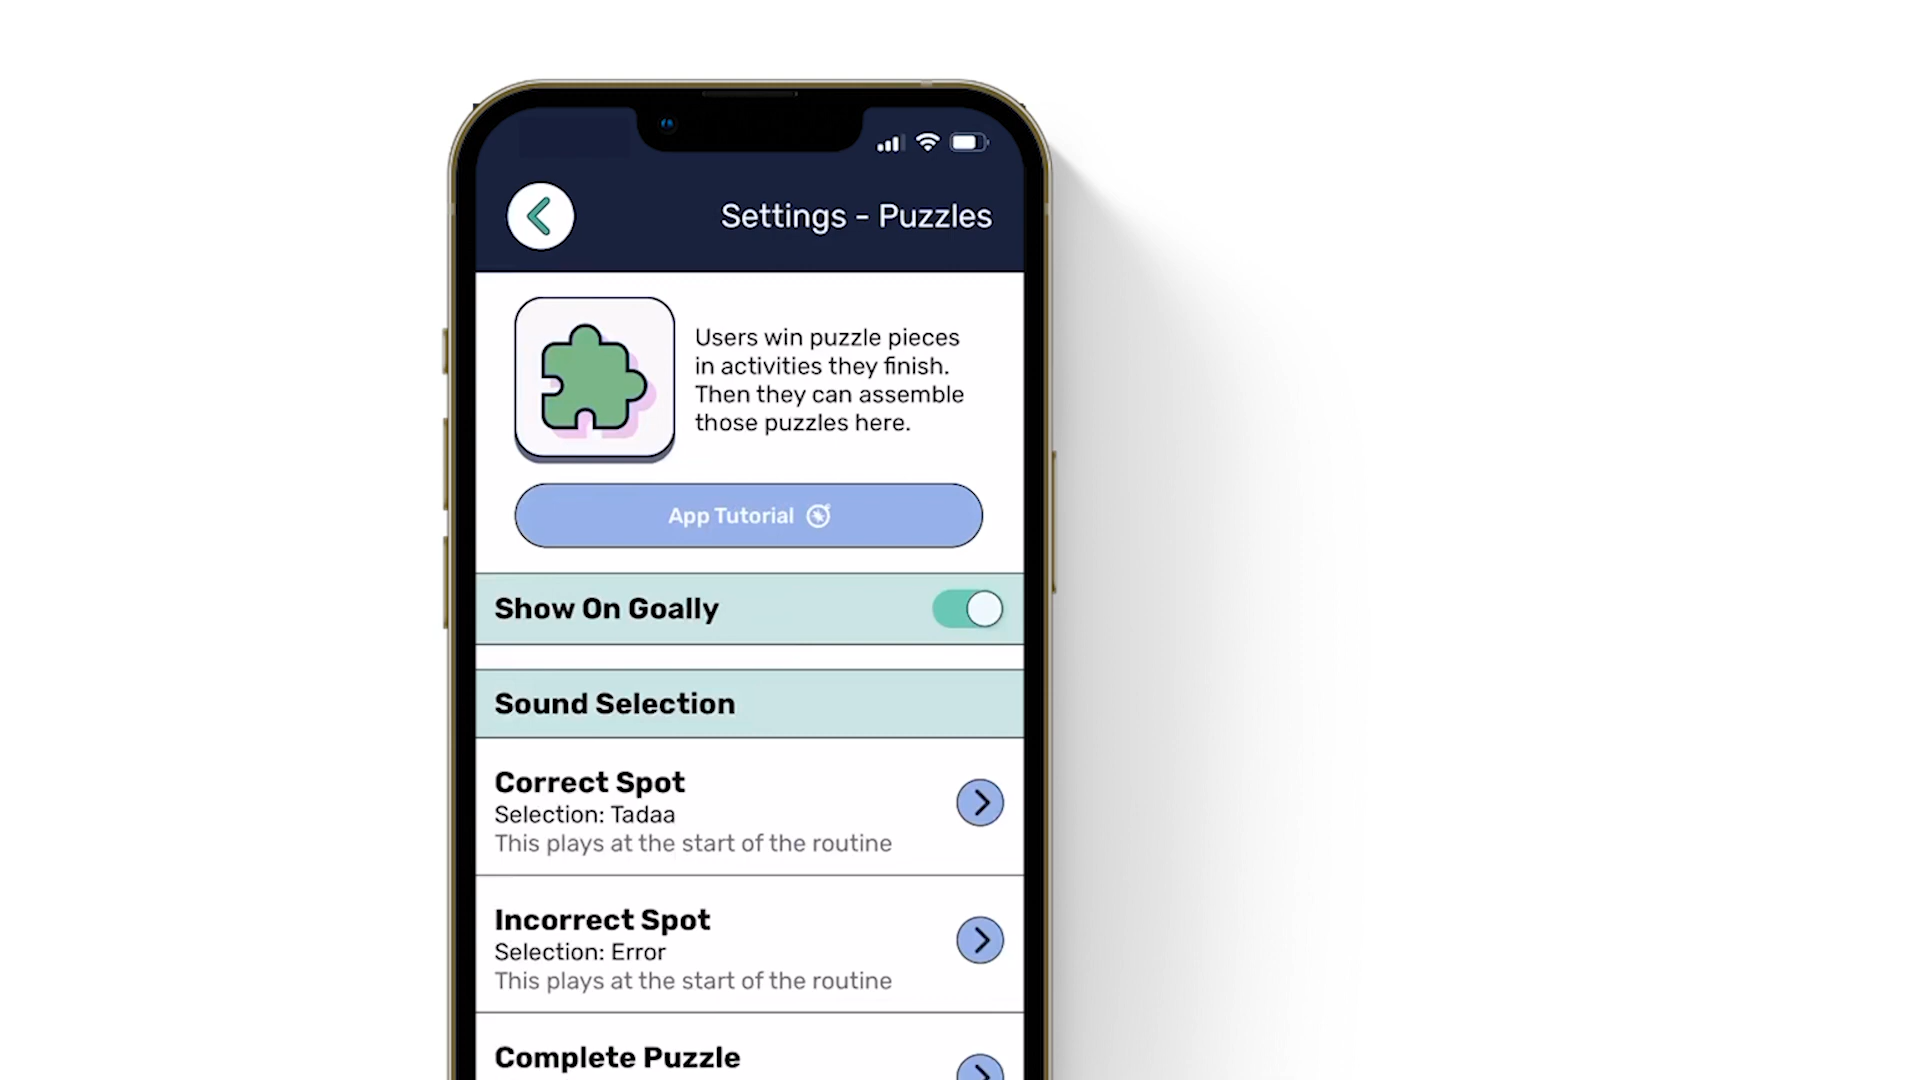 Settings - Puzzles
Users win puzzle pieces
in activities they finish.
Then they can assemble
those puzzles here.
App Tutorial
Show On Goally
Sound Selection
Correct Spot
Selection: Tadaa
This plays at the start of the routine
Incorrect Spot
Selection: Error
This plays at the start of the routine
Complete Puzzle